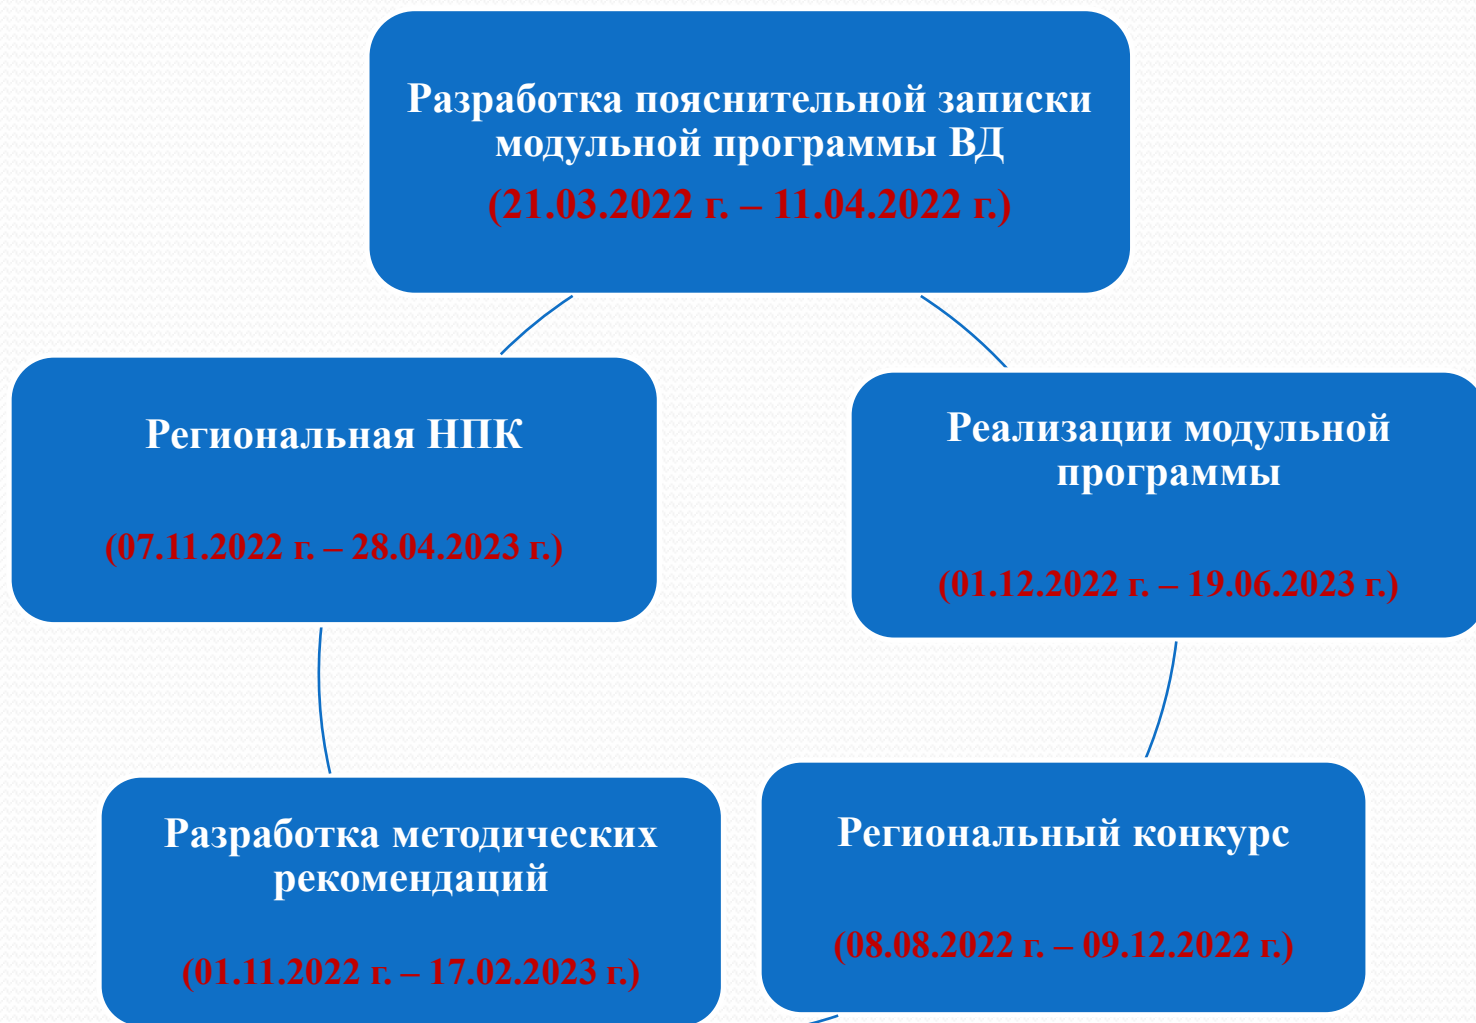 Разработка пояснительной записки
модульной программы ВД
(21.03.2022 г. – 11.04.2022 г.)
Региональная НПК
(07.11.2022 г. – 28.04.2023 г.)
Реализации модульной
программы
(01.12.2022 г. – 19.06.2023 г.)
Разработка методических
рекомендаций
(01.11.2022 г. – 17.02.2023 г.)
Региональный конкурс
(08.08.2022 г. – 09.12.2022 г.)